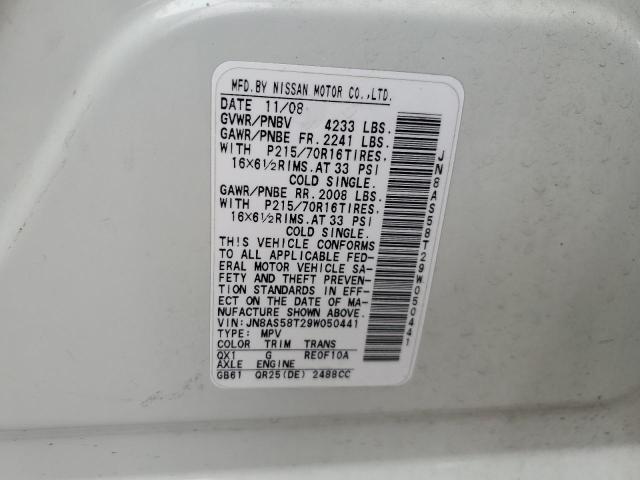 MFD.BY NISSAN MOTOR CO.,LTD.
DATE 11/08
GVWR/PNBV 4233 LBS.
GAWR/PNBE FR.2241 LBS.
WITH P215/70R16TIRES.
16X6½RIMS.AT 33 PSI
COLD SINGLE.
GAWR/PNBE RR.2008 LBS.
WITH P215/70R16TIRES.
16X6½RIMS.AT 33 PSI
COLD SINGLE.
THIS VEHICLE CONFORMS
TO ALL APPLICABLE FED-
ERAL MOTOR VEHICLE SA-
FETY AND THEFT PREVEN-
TION STANDARDS IN EFF-
ECT ON THE DATE OF MA-
NUFACTURE SHOWN ABOVE.
VIN:JN8AS58T29W050441
TYPE: MPV
COLOR TRIM TRANS
QX1 G RE0F10A
AXLE ENGINE
GB61 QR25(DE) 2488CC
JN8AS58T29W050441